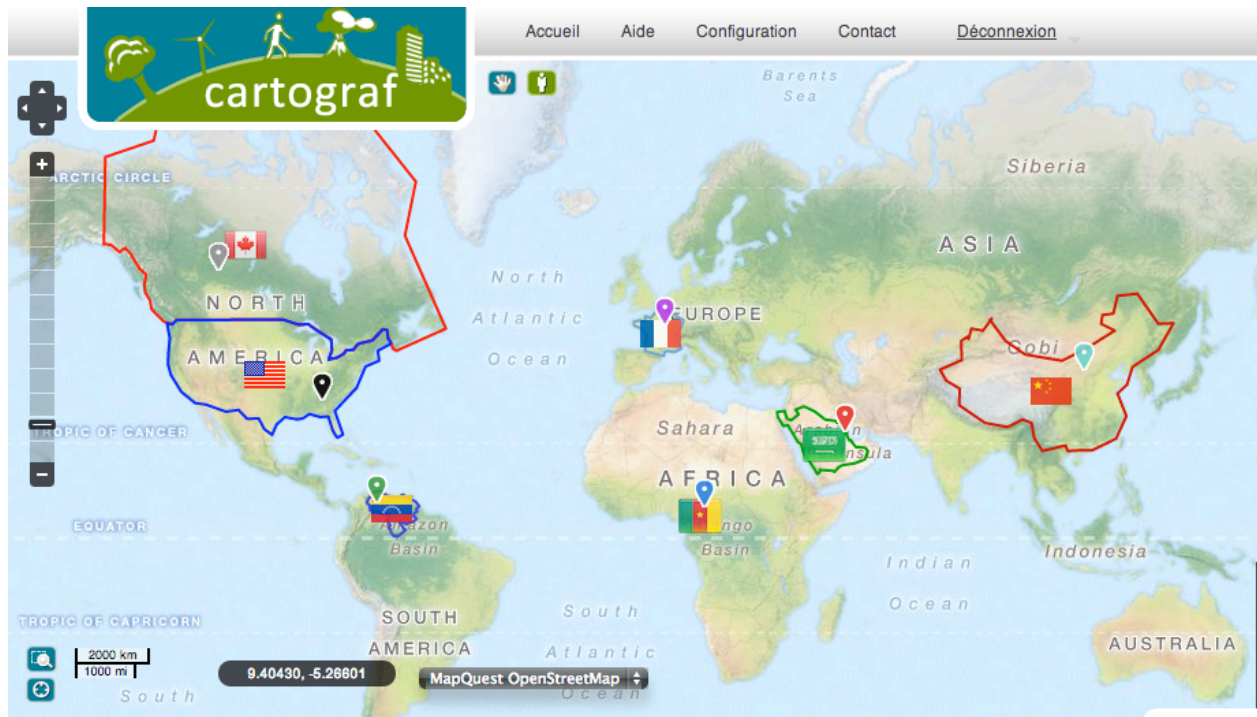 Accueil Aide Configuration Contact Déconnexion
cartograf
Barents
Sea
ARCTIC CIRCLE
Siberia
ASIA
North
Atlantic
Ocean
NORTH
AMERICA
EUROPE
Gobi
TROPIC OF CANCER
Sahara
AFRICA
EQUATOR
Basin
Basin
Indian
Ocean
Indonesia
TROPIC OF CAPRICORN
SOUTH
AMERICA
South
Atlantic
Ocean
AUSTRALIA
2000 km
1000 mi
9.40430, -5.26601
MapQuest OpenStreetMap
South